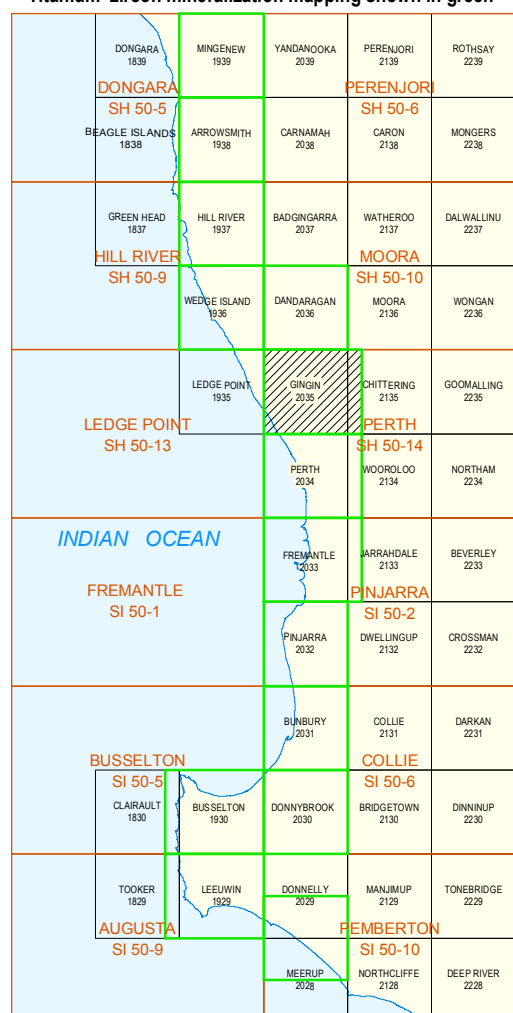 Titanium–zircon mineralization mapping shown in green
DONGARA
1839
MINGENEW
1939
YANDANOOKA
2039
PERENJORI
2139
ROTHSAY
2239
DONGARA
SH 50-5
PERENJORI
SH 50-6
BEAGLE ISLANDS
1838
ARROWSMITH
1938
CARNAMAH
2038
CARON
2138
MONGERS
2238
GREEN HEAD
1837
HILL RIVER
1937
BADGINGARRA
2037
WATHEROO
2137
DALWALLINU
2237
HILL RIVER
SH 50-9
MOORA
SH 50-10
WEDGE ISLAND
1936
DANDARAGAN
2036
MOORA
2136
WONGAN
2236
LEDGE POINT
1935
GINGIN
2035
CHITTERING
2135
GOOMALLING
2235
LEDGE POINT
SH 50-13
PERTH
SH 50-14
PERTH
2034
WOOROLOO
2134
NORTHAM
2234
INDIAN OCEAN
FREMANTLE
2033
JARRAHDALE
2133
BEVERLEY
2233
FREMANTLE
SI 50-1
PINJARRA
SI 50-2
PINJARRA
2032
DWELLINGUP
2132
CROSSMAN
2232
BUNBURY
2031
COLLIE
2131
DARKAN
2231
BUSSELTON
SI 50-5
COLLIE
SI 50-6
CLAIRAULT
1830
BUSSELTON
1930
DONNYBROOK
2030
BRIDGETOWN
2130
DINNINUP
2230
TOOKER
1829
LEEUWIN
1929
DONNELLY
2029
MANJIMUP
2129
TONEBRIDGE
2229
AUGUSTA
SI 50-9
PEMBERTON
SI 50-10
MEERUP
2028
NORTHCLIFFE
2128
DEEP RIVER
2228